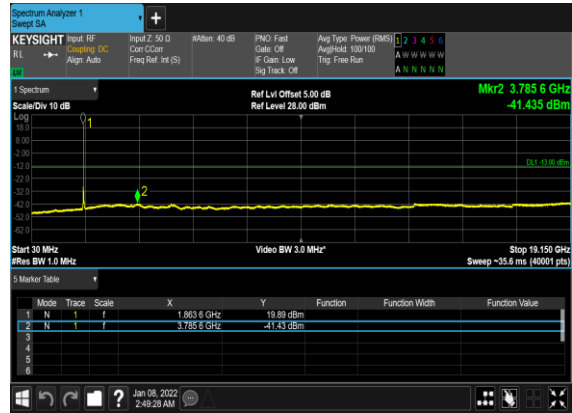 Spectrum Analyzer 1
Swept SA
KEYSIGHT Input: RF Input Z: 50 Ω #Atten: 40 dB PNO: Fast Avg Type: Power (RMS) 1 2 3 4 5 6
RL Coupling: DC Corr CCorr Gate: Off Avg|Hold: 100/100 A W W W W W
Align: Auto Freq Ref: Int (S) IF Gain: Low Trig: Free Run
Sig Track: Off A N N N N N
1 Spectrum
Ref Lvl Offset 5.00 dB Mkr2 3.785 6 GHz
Scale/Div 10 dB Ref Level 28.00 dBm -41.435 dBm
Log
1
18.0
8.00
-2.00
-12.0 DL1 -13.00 dBm
-22.0
-32.0
2
-42.0
-52.0
-62.0
Start 30 MHz Video BW 3.0 MHz* Stop 19.150 GHz
#Res BW 1.0 MHz Sweep ~35.6 ms (40001 pts)
5 Marker Table
Mode Trace Scale X Y Function Function Width Function Value
1 N 1 f 1.863 6 GHz 19.89 dBm
2 N 1 f 3.785 6 GHz -41.43 dBm
3
4
5
6
? Jan 08, 2022
2:49:28 AM